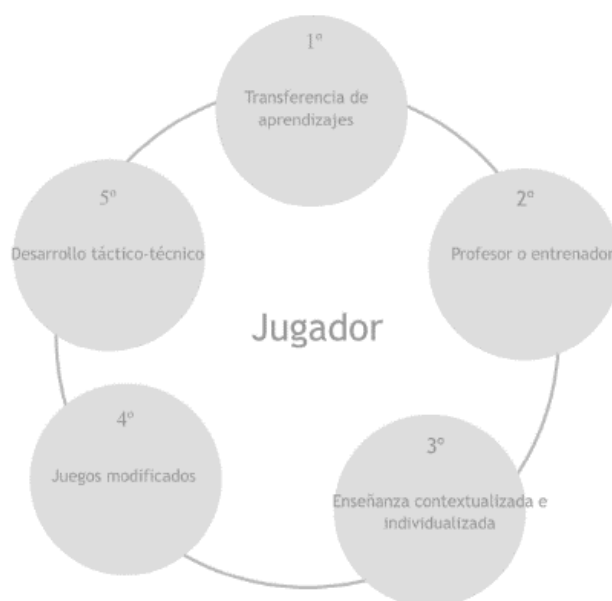 1º
Transferencia de
aprendizajes
2º
Profesor o entrenador
3º
Enseñanza contextualizada e
individualizada
4º
Juegos modificados
5º
Desarrollo táctico-técnico
Jugador